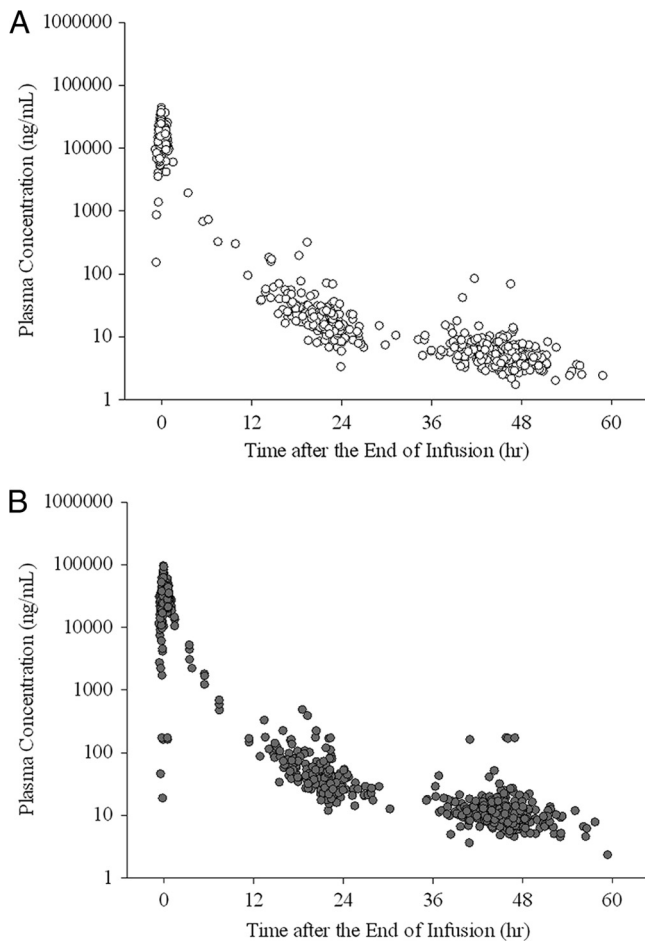 A
1000000
100000
10000
1000
100
10
1
Plasma Concentration (ng/mL)
0 12 24 36 48 60
Time after the End of Infusion (hr)
B
1000000
100000
10000
1000
100
10
1
Plasma Concentration (ng/mL)
0 12 24 36 48 60
Time after the End of Infusion (hr)